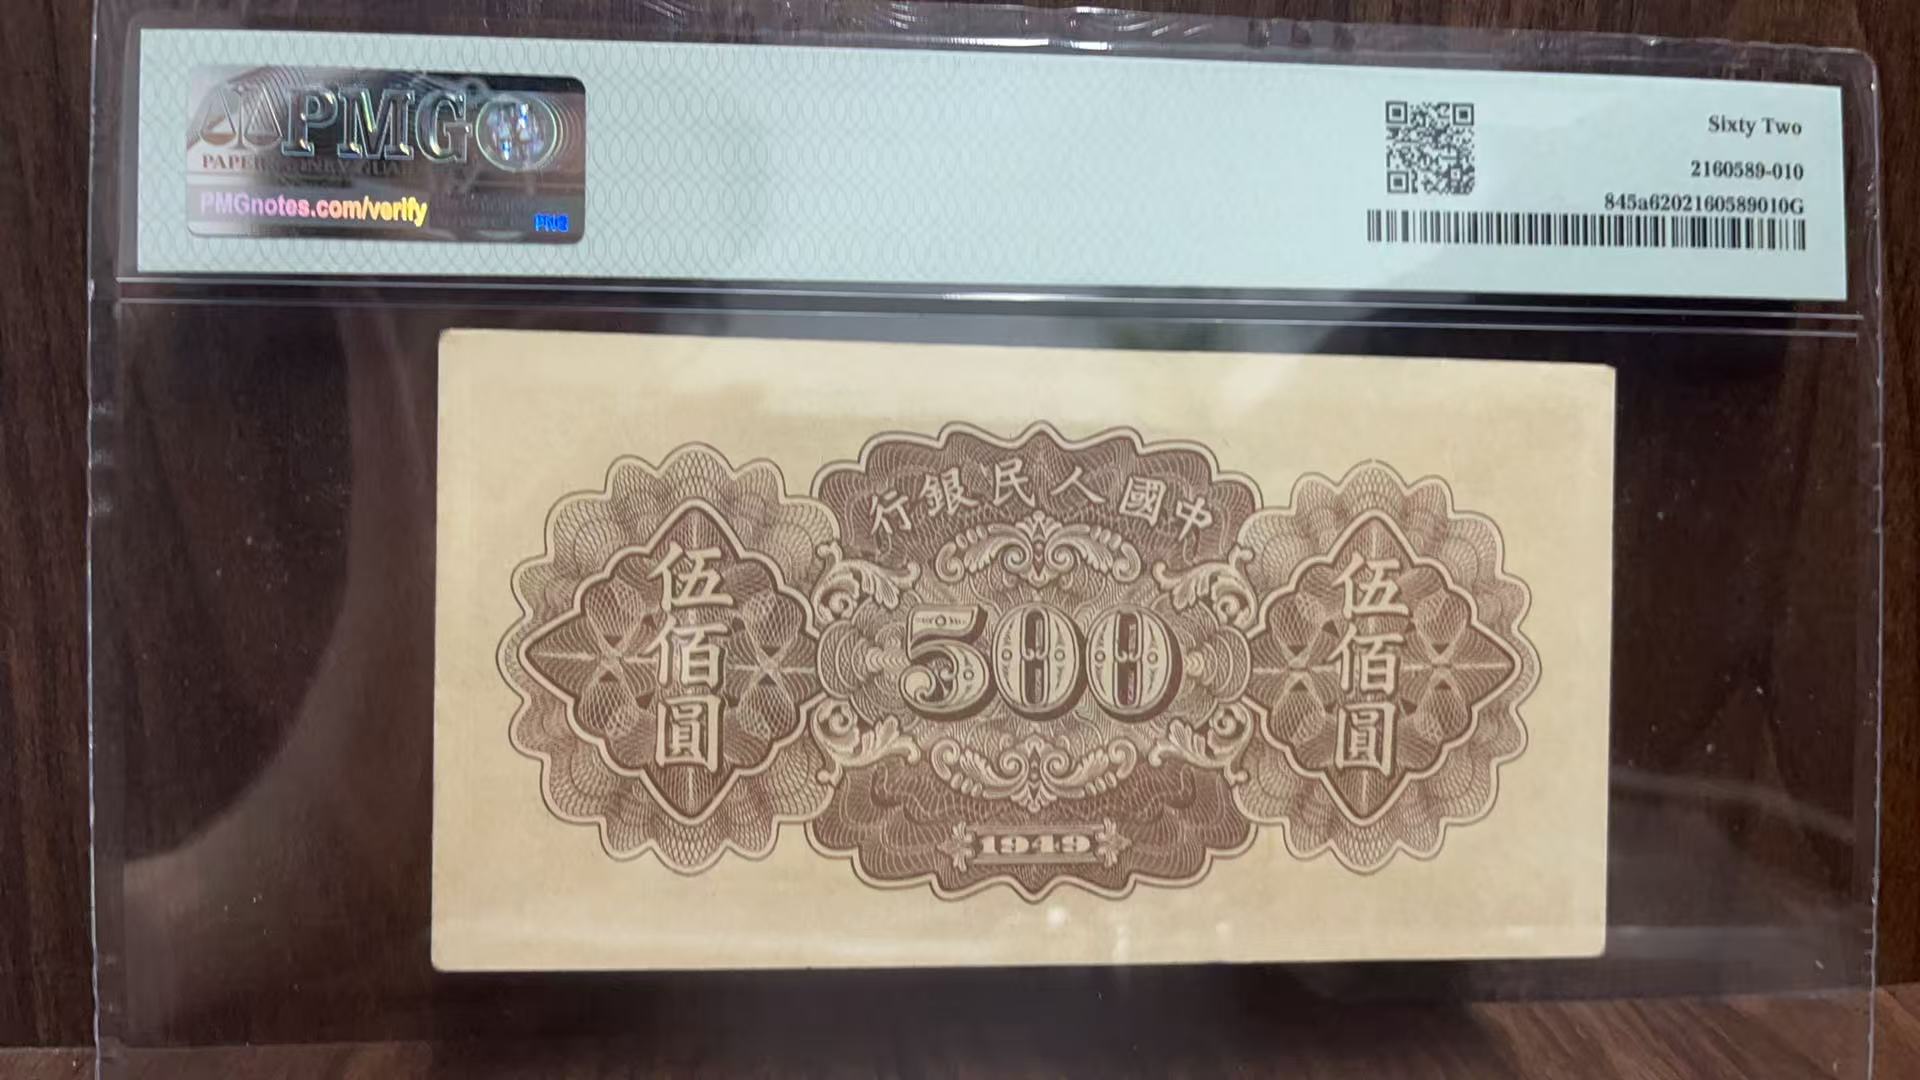 PMG
PMGnotes.com/verify
PMG
Sixty Two
2160589-010
845a6202160589010G
行銀民人國中
伍佰圓
500
伍佰圓
1949